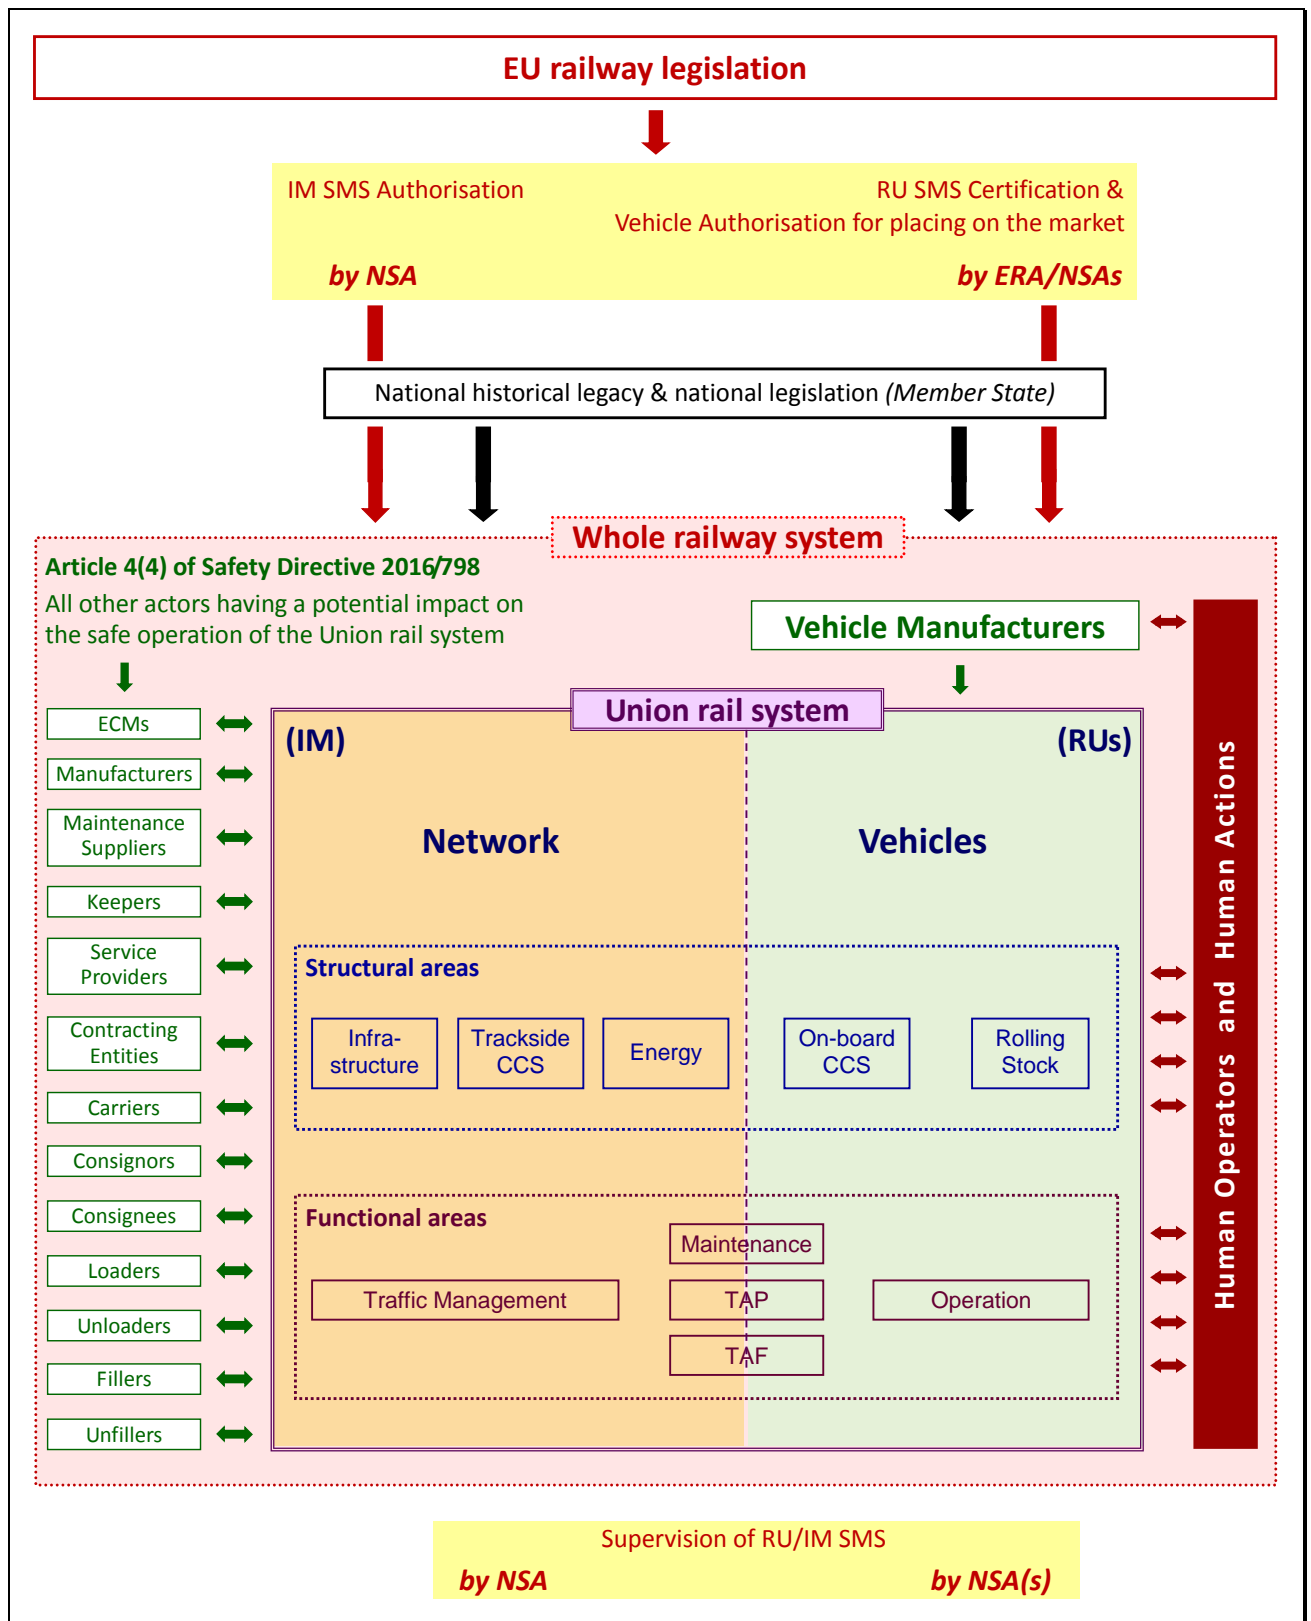 EU railway legislation
IM SMS Authorisation
RU SMS Certification &
Vehicle Authorisation for placing on the market
by NSA
by ERA/NSAs
National historical legacy & national legislation (Member State)
Whole railway system
Article 4(4) of Safety Directive 2016/798
All other actors having a potential impact on
the safe operation of the Union rail system
Vehicle Manufacturers
ECMs
Manufacturers
Maintenance
Suppliers
Keepers
Service
Providers
Contracting
Entities
Carriers
Consignors
Consignees
Loaders
Unloaders
Fillers
Unfillers
Union rail system
(IM)
(RUs)
Network
Vehicles
Structural areas
Infra-
structure
Trackside
CCS
Energy
On-board
CCS
Rolling
Stock
Functional areas
Maintenance
Traffic Management
TAP
Operation
TAF
Human Operators and Human Actions
Supervision of RU/IM SMS
by NSA
by NSA(s)